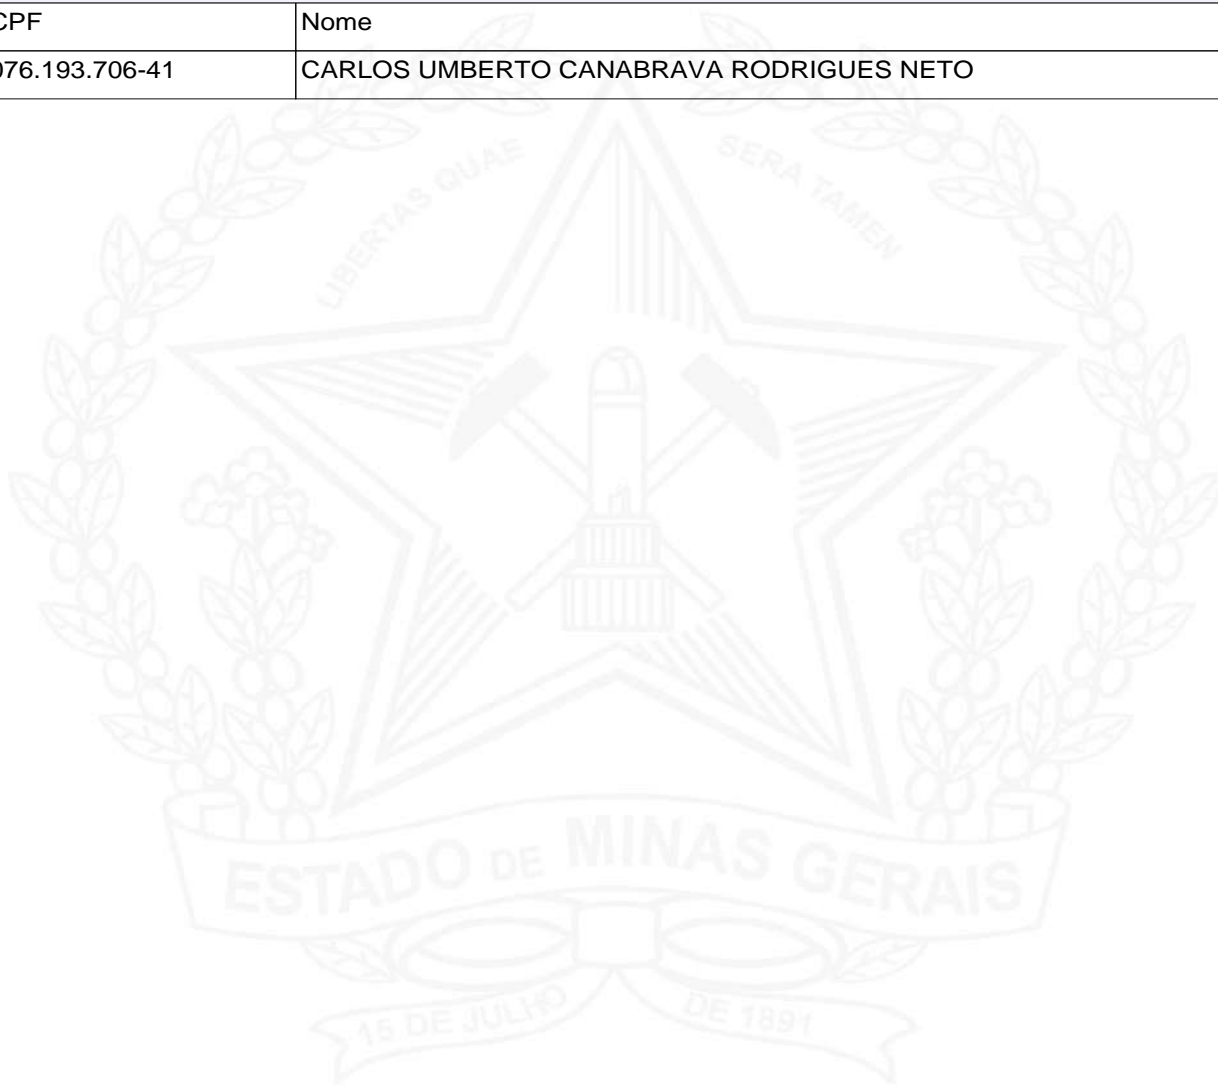 CPF Nome
076.193.706-41 CARLOS UMBERTO CANABRAVA RODRIGUES NETO
LIBERTAS QUAE SERA TAMEN
ESTADO DE MINAS GERAIS
15 DE JULHO DE 1891